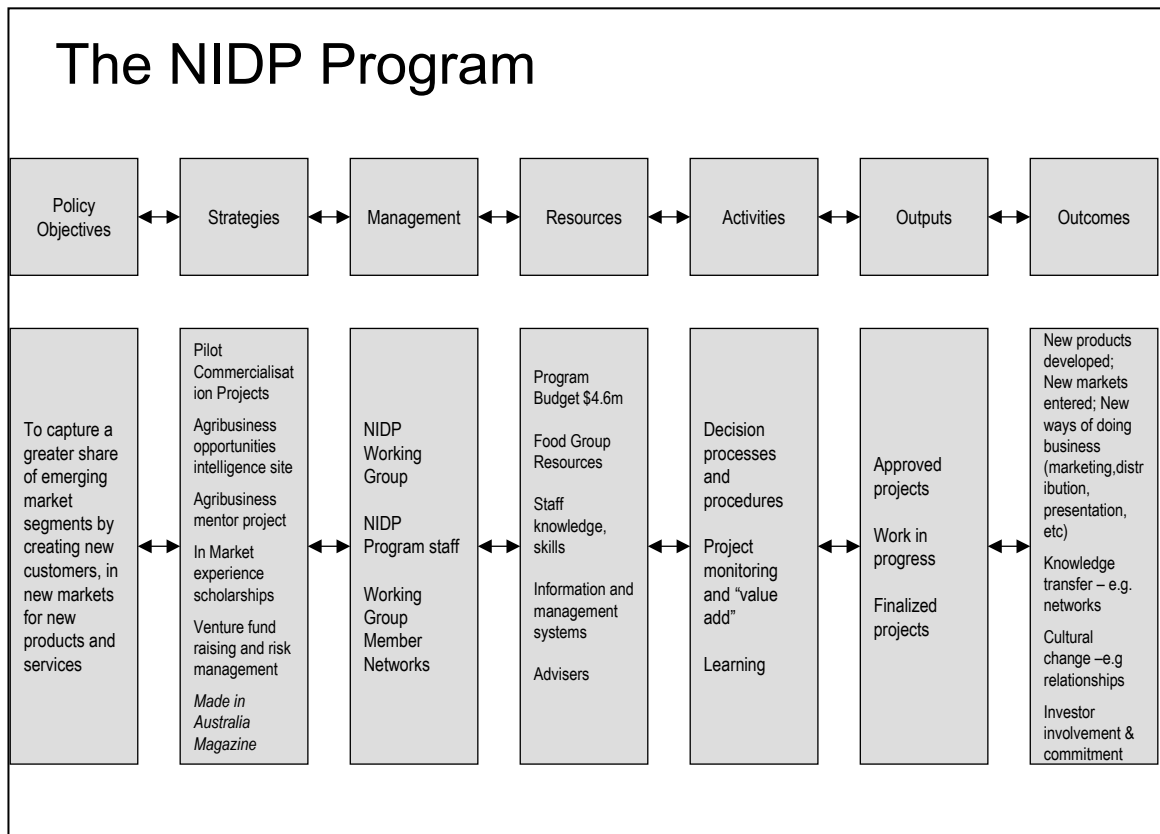 The NIDP Program
Policy
Objectives
Strategies
Management
Resources
Activities
Outputs
Outcomes
To capture a
greater share
of emerging
market
segments by
creating new
customers, in
new markets
for new
products and
services
Pilot
Commercialisat
ion Projects
Agribusiness
opportunities
intelligence site
Agribusiness
mentor project
In Market
experience
scholarships
Venture fund
raising and risk
management
Made in
Australia
Magazine
NIDP
Working
Group
NIDP
Program staff
Working
Group
Member
Networks
Program
Budget $4.6m
Food Group
Resources
Staff
knowledge,
skills
Information and
management
systems
Advisers
Decision
processes
and
procedures
Project
monitoring
and “value
add”
Learning
Approved
projects
Work in
progress
Finalized
projects
New products
developed;
New markets
entered; New
ways of doing
business
(marketing,distr
ibution,
presentation,
etc)
Knowledge
transfer – e.g.
networks
Cultural
change –e.g
relationships
Investor
involvement &
commitment